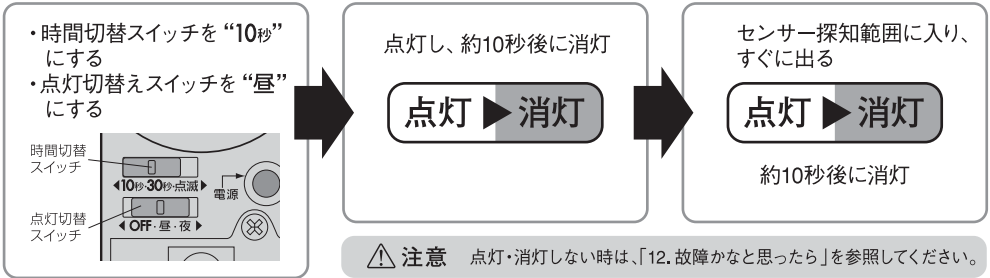 ・時間切替スイッチを“10秒”
にする
・点灯切替えスイッチを“昼”
にする
時間切替
スイッチ
◀10秒・30秒・点滅▶
電源
点灯切替
スイッチ
◀OFF・昼・夜▶
点灯し、約10秒後に消灯
点灯▶消灯
センサー探知範囲に入り、
すぐに出る
点灯▶消灯
約10秒後に消灯
注意 点灯・消灯しない時は、「12.故障かなと思ったら」を参照してください。